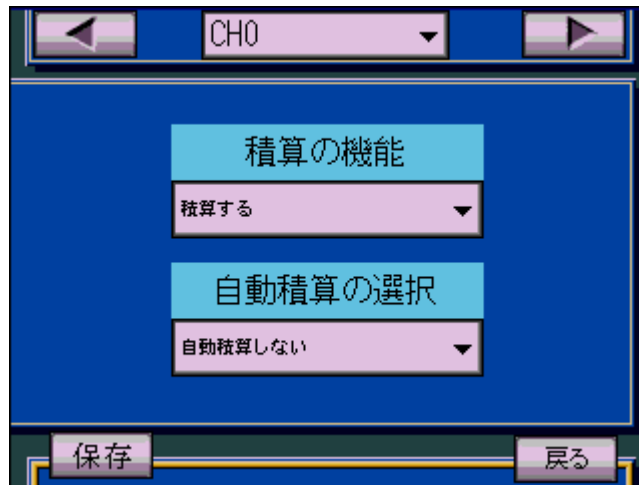 CH0
積算の機能
積算する
自動積算の選択
自動積算しない
保存
戻る